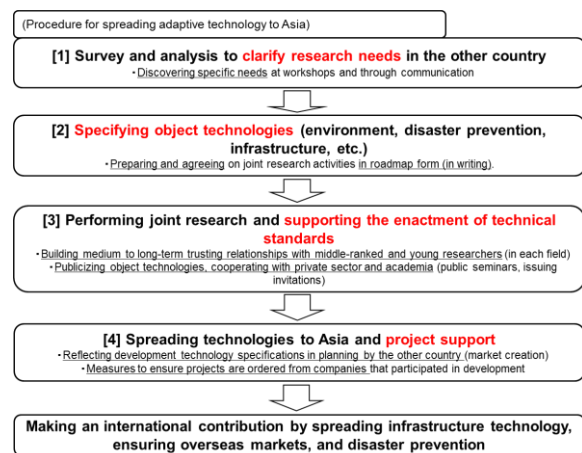 (Procedure for spreading adaptive technology to Asia)
[1] Survey and analysis to clarify research needs in the other country
・Discovering specific needs at workshops and through communication
[2] Specifying object technologies (environment, disaster prevention,
infrastructure, etc.)
・Preparing and agreeing on joint research activities in roadmap form (in writing).
[3] Performing joint research and supporting the enactment of technical
standards
・Building medium to long-term trusting relationships with middle-ranked and young researchers (in each field)
・Publicizing object technologies, cooperating with private sector and academia (public seminars, issuing
invitations)
[4] Spreading technologies to Asia and project support
・Reflecting development technology specifications in planning by the other country (market creation)
・Measures to ensure projects are ordered from companies that participated in development
Making an international contribution by spreading infrastructure technology,
ensuring overseas markets, and disaster prevention